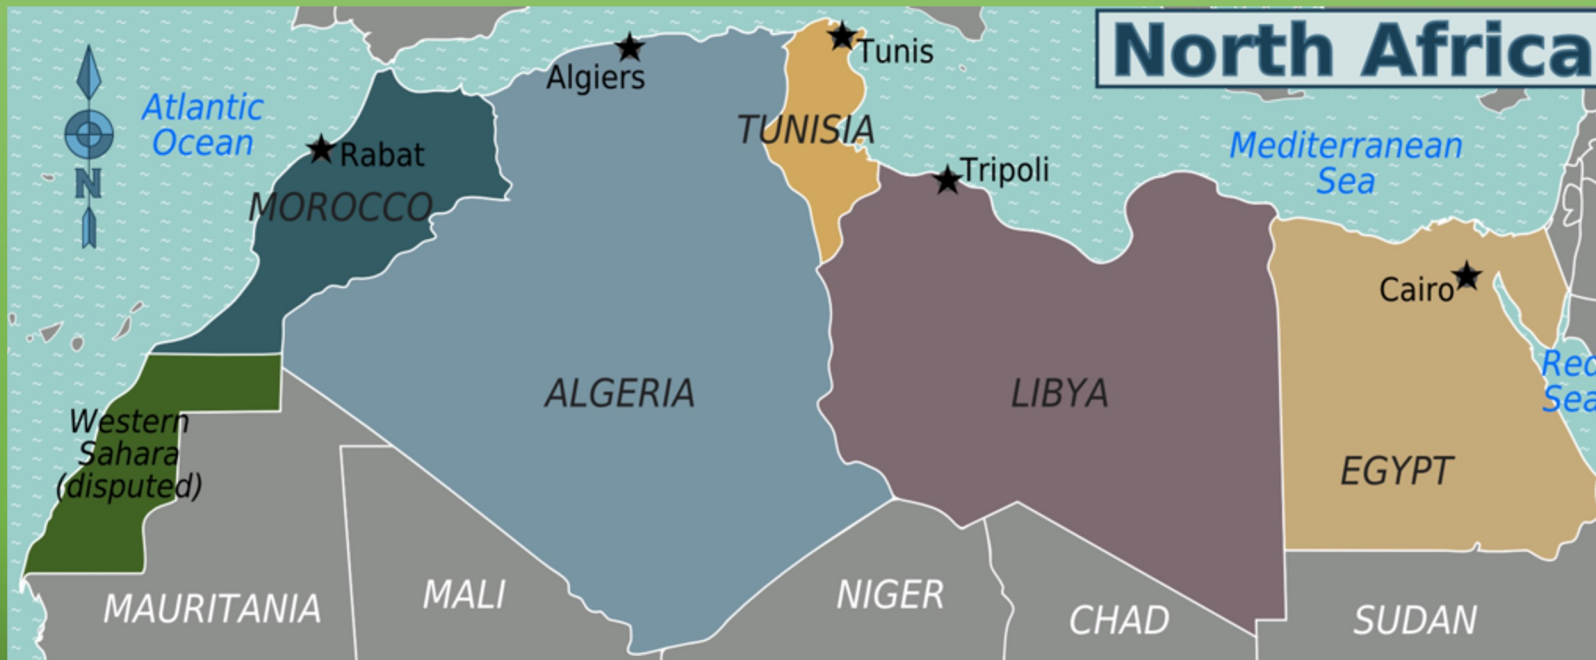 North Africa
Tunis
Algiers
Atlantic
Ocean
TUNISIA
Mediterranean
Sea
Rabat
Tripoli
N
MOROCCO
Cairo
Red
Sea
ALGERIA
LIBYA
Western
Sahara
(disputed)
EGYPT
MAURITANIA
MALI
NIGER
CHAD
SUDAN